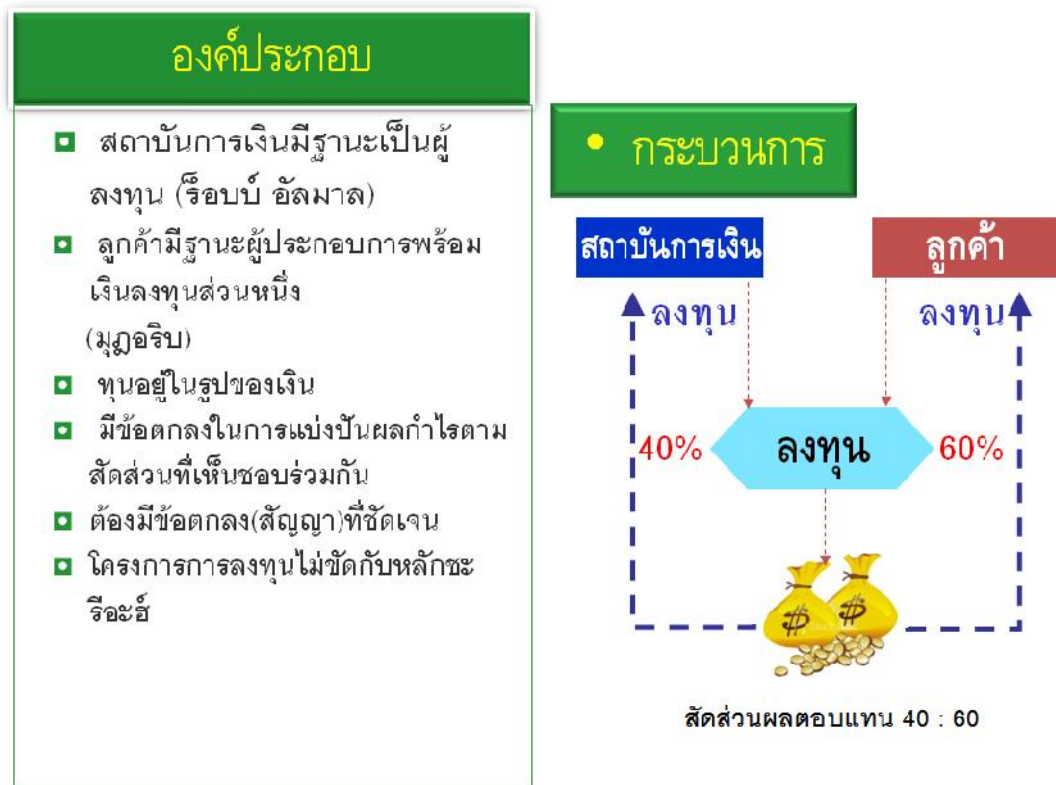 องค์ประกอบ
สถาบันการเงินมีฐานะเป็นผู้
ลงทุน (ร็อบบ์ อัลมาล)
ลูกค้ามีฐานะผู้ประกอบการพร้อม
เงินลงทุนส่วนหนึ่ง
(มุฎอริบ)
ทุนอยู่ในรูปของเงิน
มีข้อตกลงในการแบ่งปันผลกำไรตาม
สัดส่วนที่เห็นชอบร่วมกัน
ต้องมีข้อตกลง(สัญญา)ที่ชัดเจน
โครงการการลงทุนไม่ขัดกับหลักชะ
รีอะฮ์
• กระบวนการ
สถาบันการเงิน ลูกค้า
ลงทุน ลงทุน
40% ลงทุน 60%
$ $
สัดส่วนผลตอบแทน 40 : 60